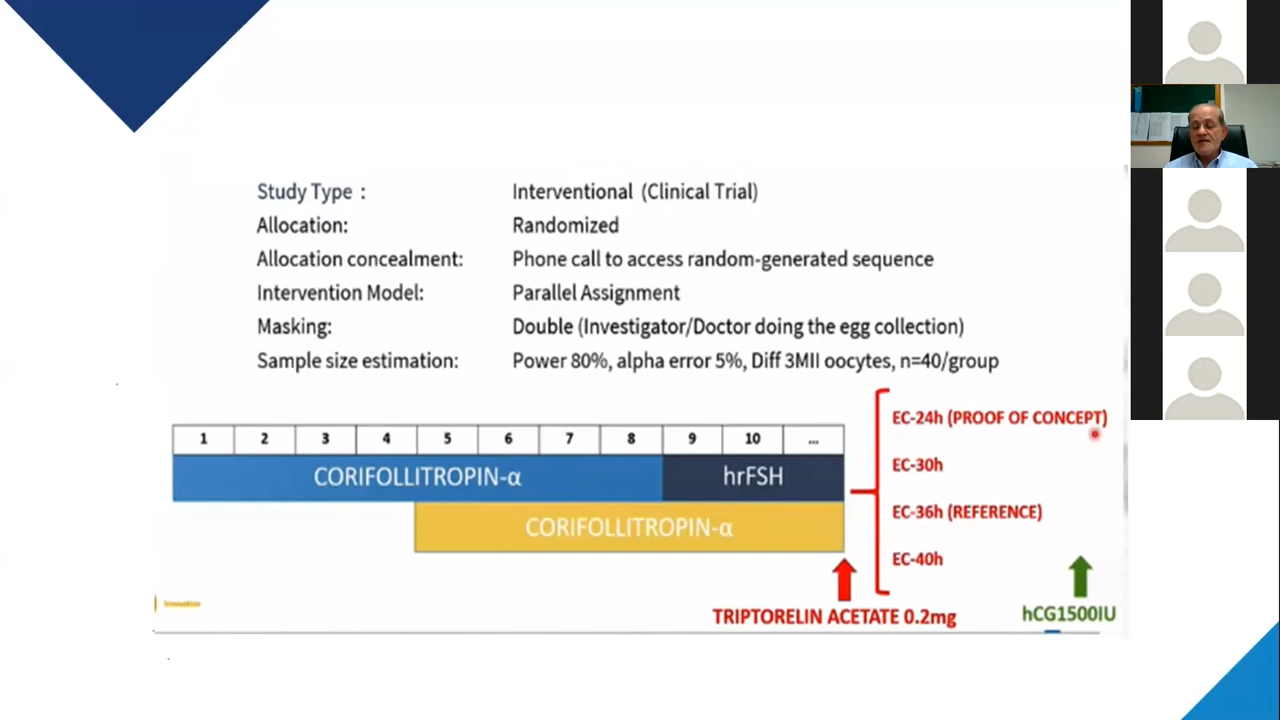 Study Type : Interventional (Clinical Trial)
Allocation: Randomized
Allocation concealment: Phone call to access random-generated sequence
Intervention Model: Parallel Assignment
Masking: Double (Investigator/Doctor doing the egg collection)
Sample size estimation: Power 80%, alpha error 5%, Diff 3MII oocytes, n=40/group
1 2 3 4 5 6 7 8 9 10 ...
CORIFOLLITROPIN-α hrFSH
CORIFOLLITROPIN-α
EC-24h (PROOF OF CONCEPT)
EC-30h
EC-36h (REFERENCE)
EC-40h
TRIPTORELIN ACETATE 0.2mg
hCG1500IU